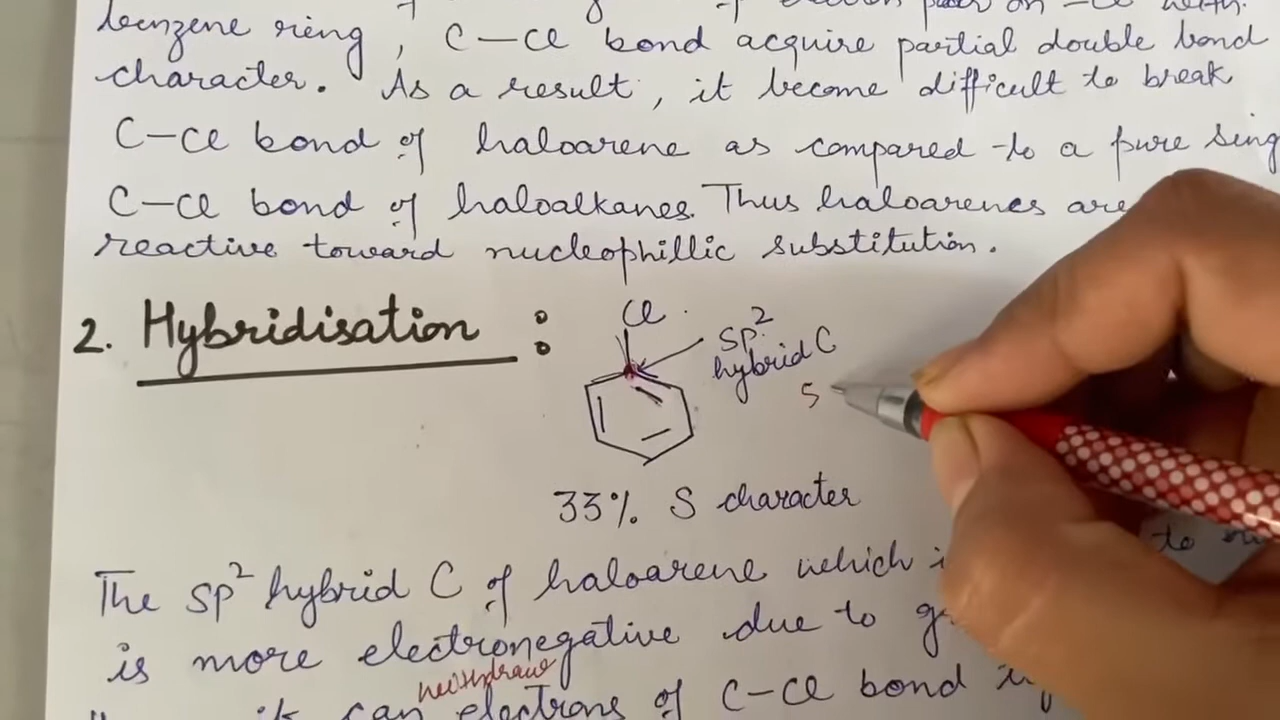 benzene rieng, C-Cl bond acquire partial double bond
character. As a result, it become difficult to break
C-Cl bond of haloarene as compared to a pure sing
C-Cl bond of haloalkanes. Thus haloarenes are
reactive toward nucleophillic substitution.
2. Hybridisation :
Cl
sp² hybrid C
S
33% S character
The sp² hybrid C of haloarene which i
is more electronegative due to g
withdraw
it can electrons of C-Cl bond